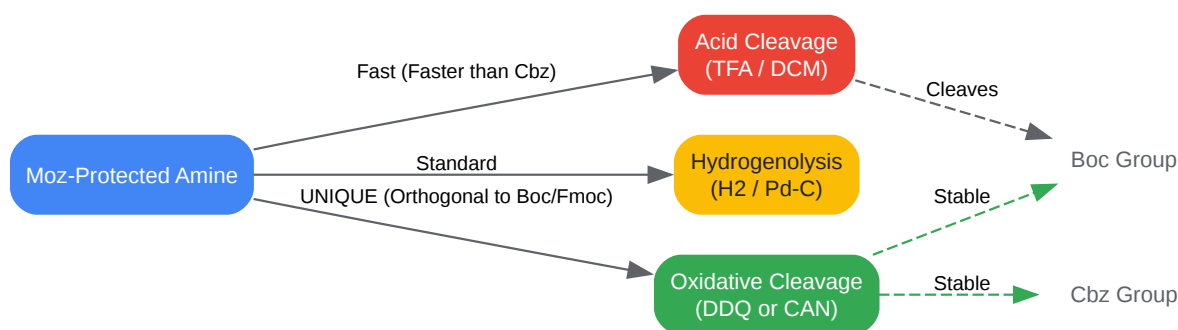 Acid Cleavage
(TFA / DCM)
Fast (Faster than Cbz)
Cleaves
Moz-Protected Amine
Standard
Hydrogenolysis
(H2 / Pd-C)
Boc Group
UNIQUE (Orthogonal to Boc/Fmoc)
Stable
Oxidative Cleavage
(DDQ or CAN)
Stable
Cbz Group